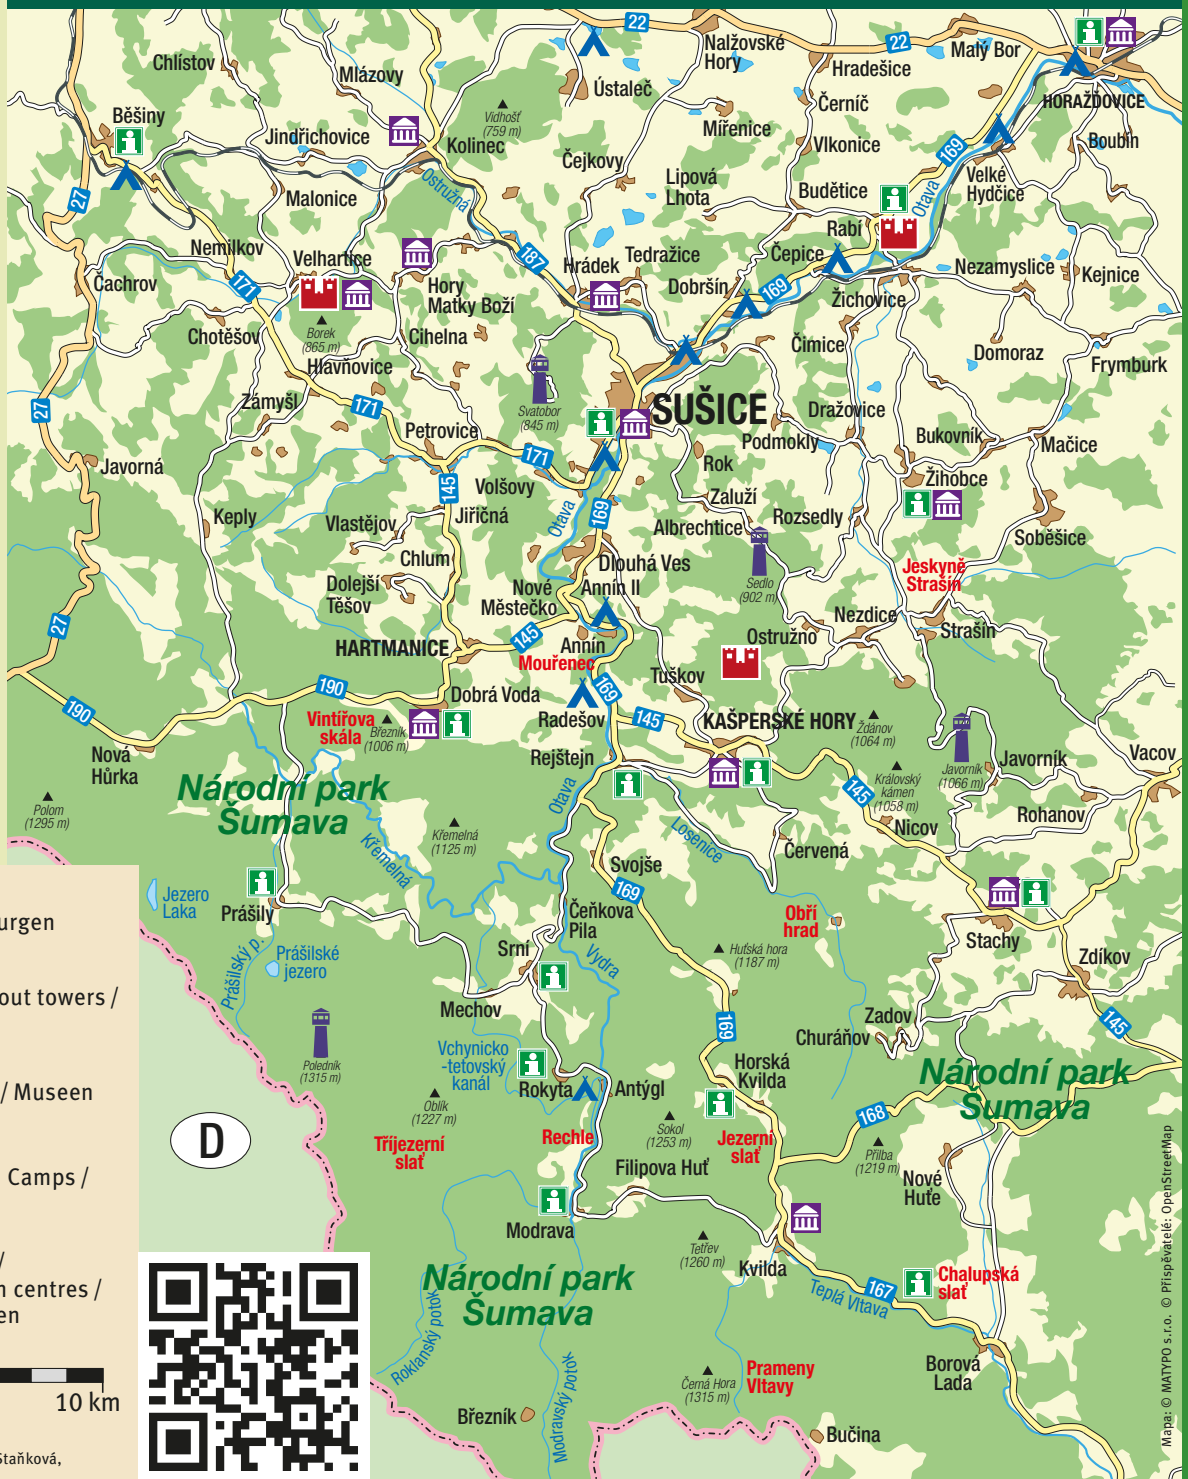 22
22
Malý Bor
Nalžovské
Hory
Hradešice
Chlístov
Mlázovy
Ústaleč
Černíč
HORAŽĎOVICE
Vidhošť
(759 m)
Běšiny
Jindřichovice
Kolinec
Mířenice
Vlkonice
169
Boubín
Čejkovy
Lipová
Lhota
Budětice
Velké
Hydčice
27
Malonice
Ostružná
Otava
Rabí
Nemilkov
Velhartice
187
Hrádek
Tedražice
Čepice
Nezamyslice
Kejnice
Čachrov
171
Hory
Matky Boží
Dobršín
169
Žichovice
Chotěšov
Borek
(865 m)
Cihelna
Čimice
Domoraz
Frymburk
Hlavňovice
27
Zámyšl
171
Svatobor
(845 m)
SUŠICE
Dražovice
Petrovice
Podmokly
Bukovník
Mačice
Javorná
171
Rok
Žihobce
145
Volšovy
Zaluží
Keply
Vlastějov
Jiřičná
Otava
169
Albrechtice
Rozsedly
Soběšice
Chlum
Dlouhá Ves
Jeskyně
Strašín
Dolejší
Těšov
Nové
Městečko
Annín II
Sedlo
(902 m)
27
Nezdice
HARTMANICE
145
Annín
Ostružno
Strašín
Mouřenec
Tuškov
190
190
Dobrá Voda
169
145
Radešov
KAŠPERSKÉ HORY
Ždánov
(1064 m)
Vintířova
skála
Březník
(1006 m)
Nová
Hůrka
Rejštejn
Javorník
Vacov
Javorník
(1066 m)
Národní park
Šumava
Polom
(1295 m)
Otava
145
Královský
kámen
(1058 m)
Rohanov
Křemelná
Křemelná
(1125 m)
Losenice
Nicov
Červená
Svojše
169
Jezero
Laka
Prášily
Čeňkova
Pila
Obří
hrad
Stachy
urgen
Prášilský p.
Prášilské
jezero
Srní
Vydra
Huťská hora
(1187 m)
Zdíkov
out towers /
Mechov
169
Zadov
Churáňov
145
Poledník
(1315 m)
Vchynicko
-tetovský
kanál
Rokyta
Antýgl
Horská
Kvilda
Národní park
Šumava
/ Museen
Oblík
(1227 m)
168
D
Tříjezerní
slať
Rechle
Sokol
(1253 m)
Jezerní
slať
Přilba
(1219 m)
Filipova Huť
Nové
Hutě
Camps /
Modrava
/
n centres /
en
Tetřev
(1260 m)
Kvilda
Národní park
Šumava
Teplá Vltava
167
Chalupská
slať
Roklanský potok
Modravský potok
Borová
Lada
10 km
Černá Hora
(1315 m)
Prameny
Vltavy
Březník
Bučina
Staňková,
Mapa: © MATYPO s.r.o. © Přispěvatelé: OpenStreetMap